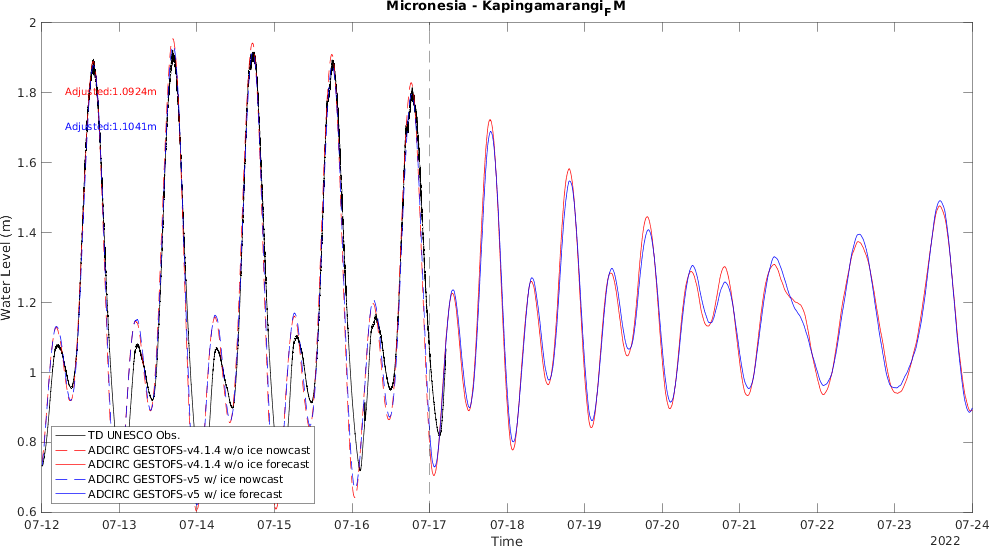 Micronesia - Kapingamarangi_FM
2
1.8
1.6
1.4
1.2
1
0.8
0.6
Water Level (m)
Adjusted:1.0924m
Adjusted:1.1041m
TD UNESCO Obs.
ADCIRC GESTOFS-v4.1.4 w/o ice nowcast
ADCIRC GESTOFS-v4.1.4 w/o ice forecast
ADCIRC GESTOFS-v5 w/ ice nowcast
ADCIRC GESTOFS-v5 w/ ice forecast
07-12 07-13 07-14 07-15 07-16 07-17 07-18 07-19 07-20 07-21 07-22 07-23 07-24
Time
2022